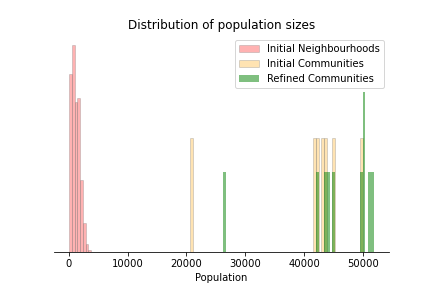 Distribution of population sizes
Initial Neighbourhoods
Initial Communities
Refined Communities
0 10000 20000 30000 40000 50000
Population